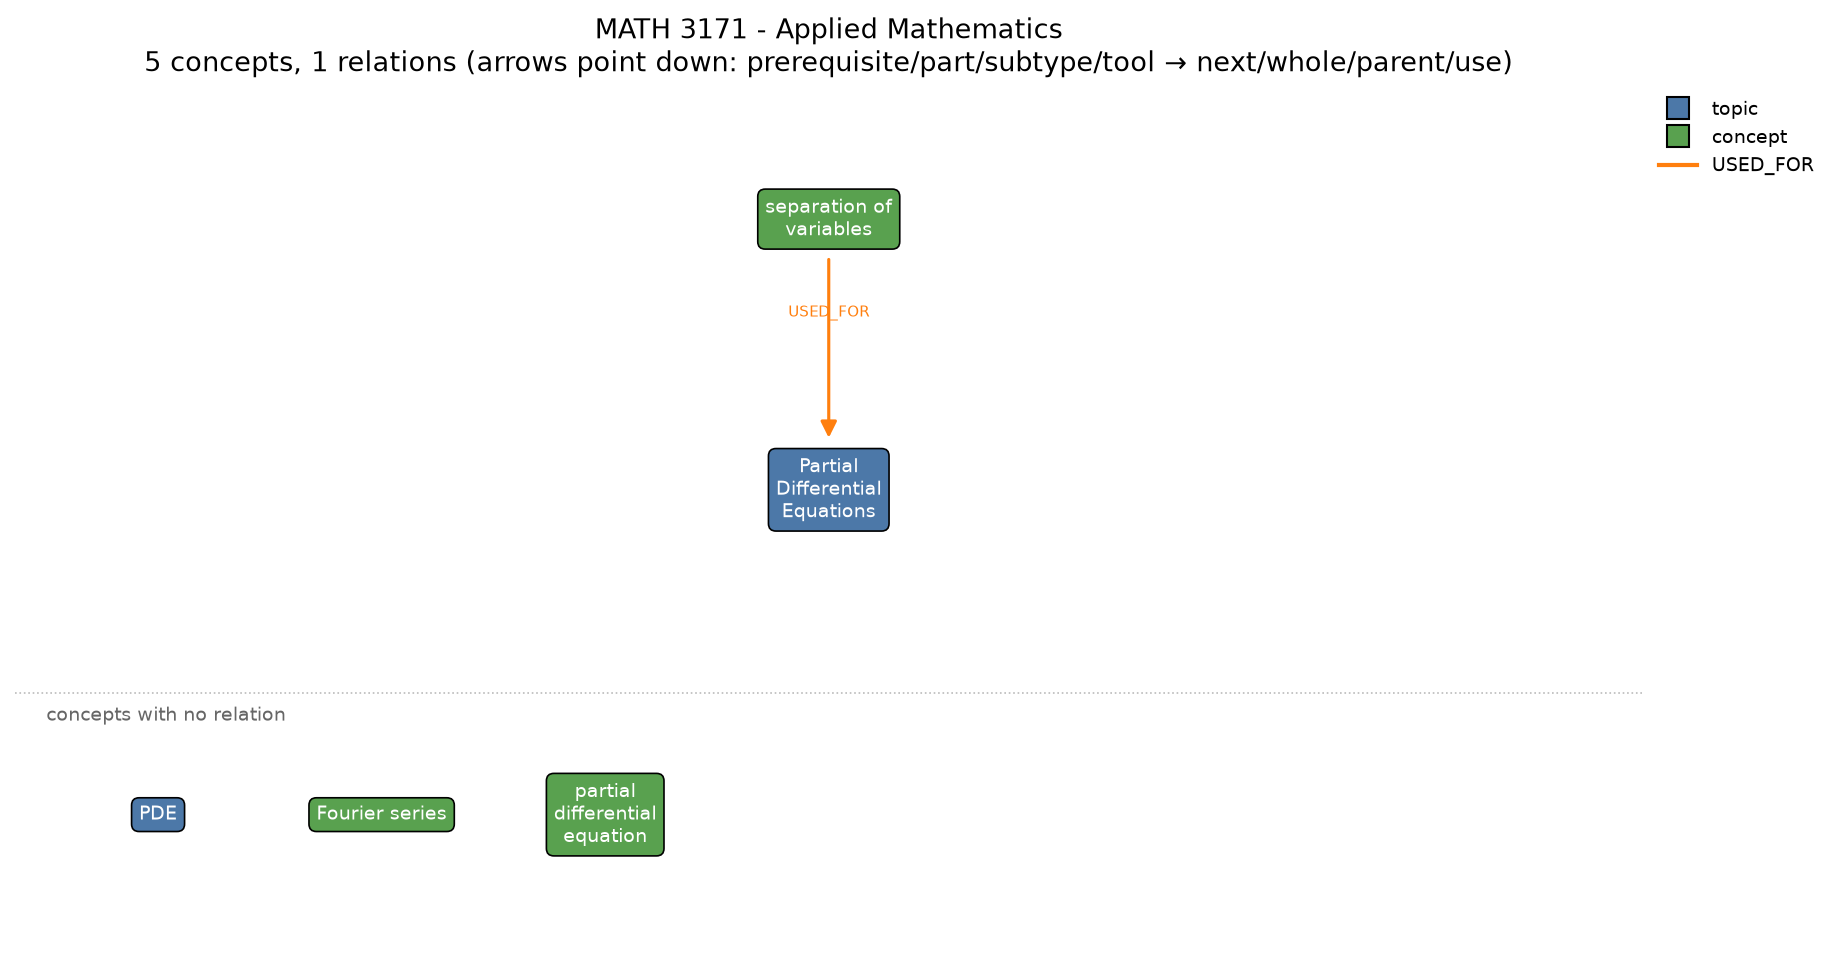 MATH 3171 - Applied Mathematics
5 concepts, 1 relations (arrows point down: prerequisite/part/subtype/tool → next/whole/parent/use)
topic
concept
USED_FOR
separation of
variables
USED_FOR
Partial
Differential
Equations
concepts with no relation
PDE
Fourier series
partial
differential
equation